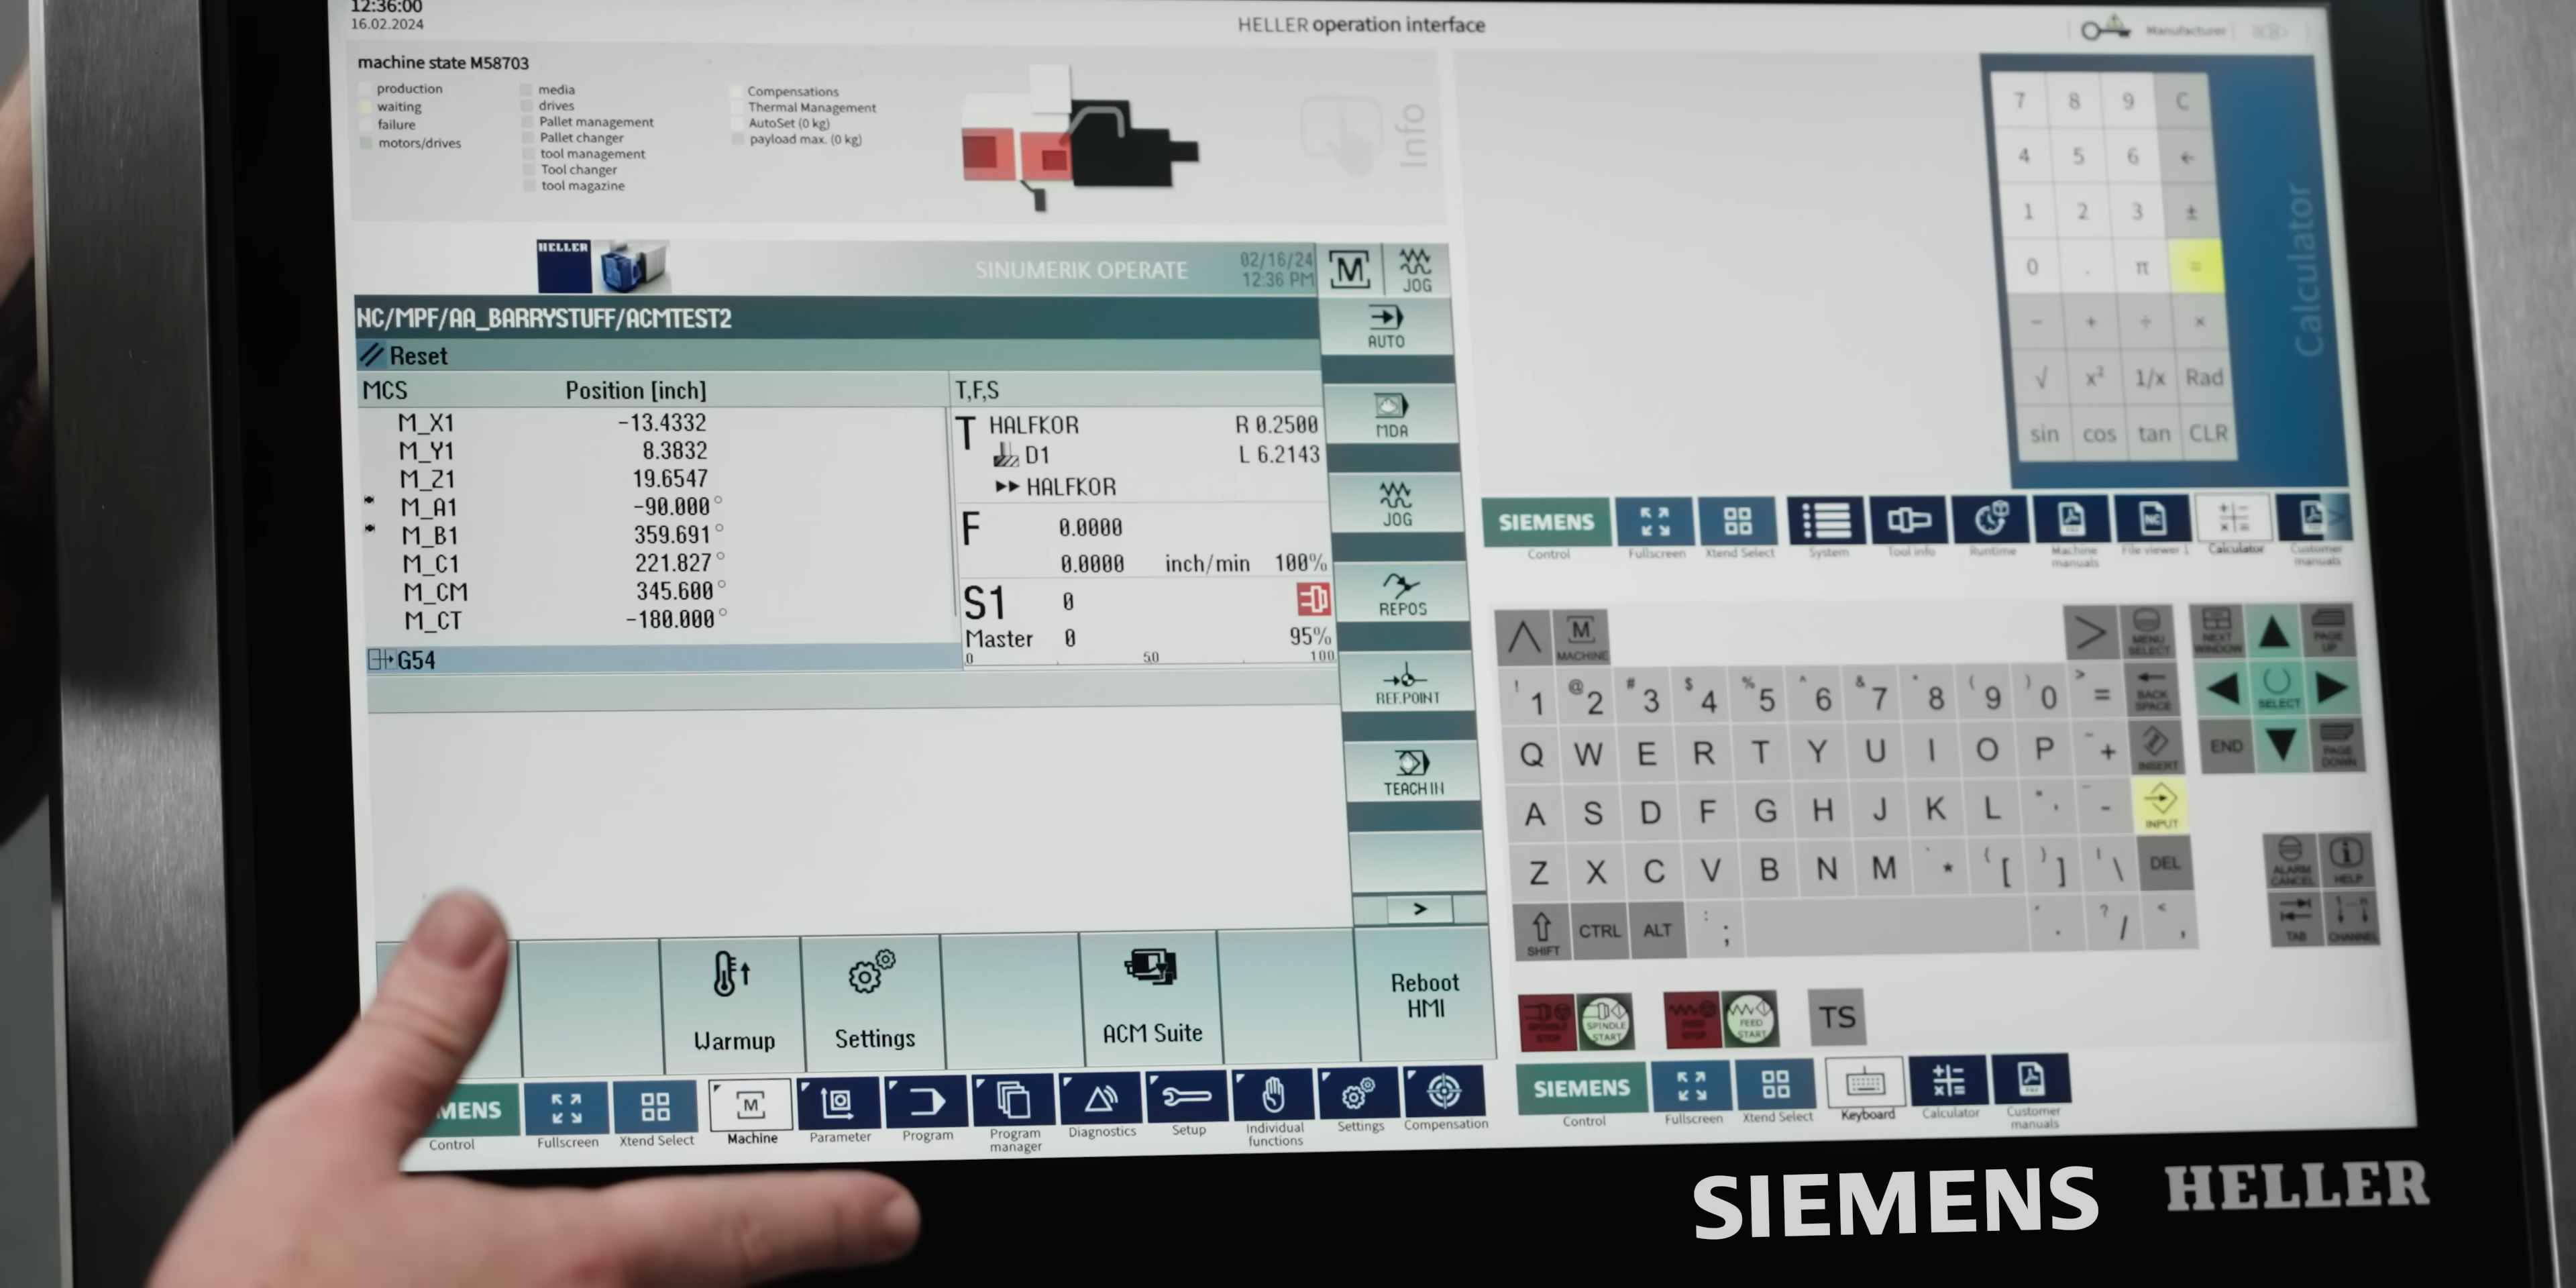 12:36:00
16.02.2024
HELLER operation interface
Manufacturer
machine state M58703
production
waiting
failure
motors/drives
media
drives
Pallet management
Pallet changer
tool management
Tool changer
tool magazine
Compensations
Thermal Management
AutoSet (0 kg)
payload max. (0 kg)
Info
HELLER
SINUMERIK OPERATE
02/16/24
12:36 PM
M
JOG
NC/MPF/AA_BARRYSTUFF/ACMTEST2
Reset
MCS Position [inch]
M_X1 -13.4332
M_Y1 8.3832
M_Z1 19.6547
M_A1 -90.000 °
M_B1 359.691 °
M_C1 221.827 °
M_CM 345.600 °
M_CT -180.000 °
G54
T,F,S
T HALFKOR R 0.2500
D1 L 6.2143
HALFKOR
F 0.0000
0.0000 inch/min 100%
S1 0
Master 0 95%
0 50 100
AUTO
MDA
JOG
REPOS
REF.POINT
TEACH IN
>
Warmup
Settings
ACM Suite
Reboot
HMI
MENS
Control
Fullscreen
Xtend Select
M
Machine
Parameter
Program
Program
manager
Diagnostics
Setup
Individual
functions
Settings
Compensation
7 8 9 C
4 5 6 ←
1 2 3 ±
0 . π =
- + ÷ ×
√ x² 1/x Rad
sin cos tan CLR
Calculator
SIEMENS
Control
Fullscreen
Xtend Select
System
Tool info
Runtime
Machine
manuals
NC
File viewer 1
Calculator
Customer
manuals
M
MACHINE
MENU
SELECT
NEXT
WINDOW
PAGE
UP
! 1 @ 2 # 3 $ 4 % 5 ^ 6 & 7 * 8 ( 9 ) 0 > =
BACK
SPACE
SELECT
Q W E R T Y U I O P ~ +
INSERT
END
PAGE
DOWN
A S D F G H J K L " ' -
INPUT
Z X C V B N M * { [ } ] | \ DEL
ALARM
CANCEL
HELP
SHIFT
CTRL ALT : ; . ? / < ,
TAB
CHANNEL
SPINDLE
STOP
SPINDLE
START
FEED
STOP
FEED
START
TS
SIEMENS
Control
Fullscreen
Xtend Select
Keyboard
Calculator
Customer
manuals
SIEMENS HELLER